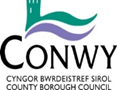 CONWY
CYNGOR BWRDEISTREF SIROL
COUNTY BOROUGH COUNCIL